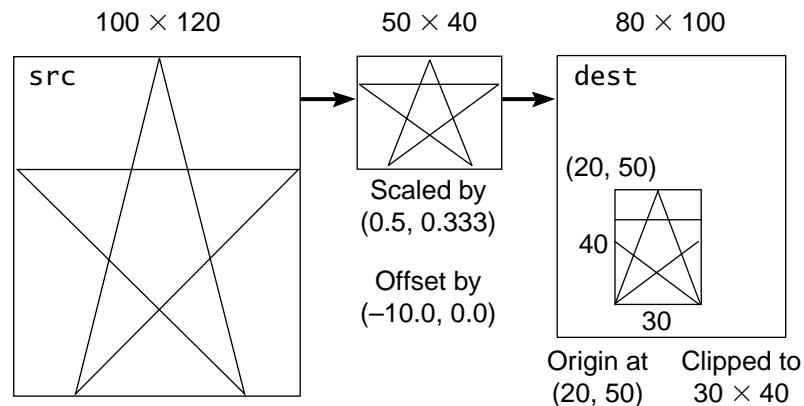 100 × 120
50 × 40
80 × 100
src
dest
(20, 50)
40
30
Scaled by
(0.5, 0.333)
Offset by
(–10.0, 0.0)
Origin at
(20, 50)
Clipped to
30 × 40